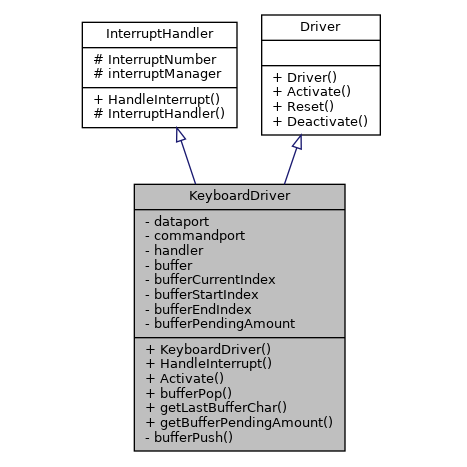 InterruptHandler
# InterruptNumber
# interruptManager
+ HandleInterrupt()
# InterruptHandler()
Driver
+ Driver()
+ Activate()
+ Reset()
+ Deactivate()
KeyboardDriver
- dataport
- commandport
- handler
- buffer
- bufferCurrentIndex
- bufferStartIndex
- bufferEndIndex
- bufferPendingAmount
+ KeyboardDriver()
+ HandleInterrupt()
+ Activate()
+ bufferPop()
+ getLastBufferChar()
+ getBufferPendingAmount()
- bufferPush()